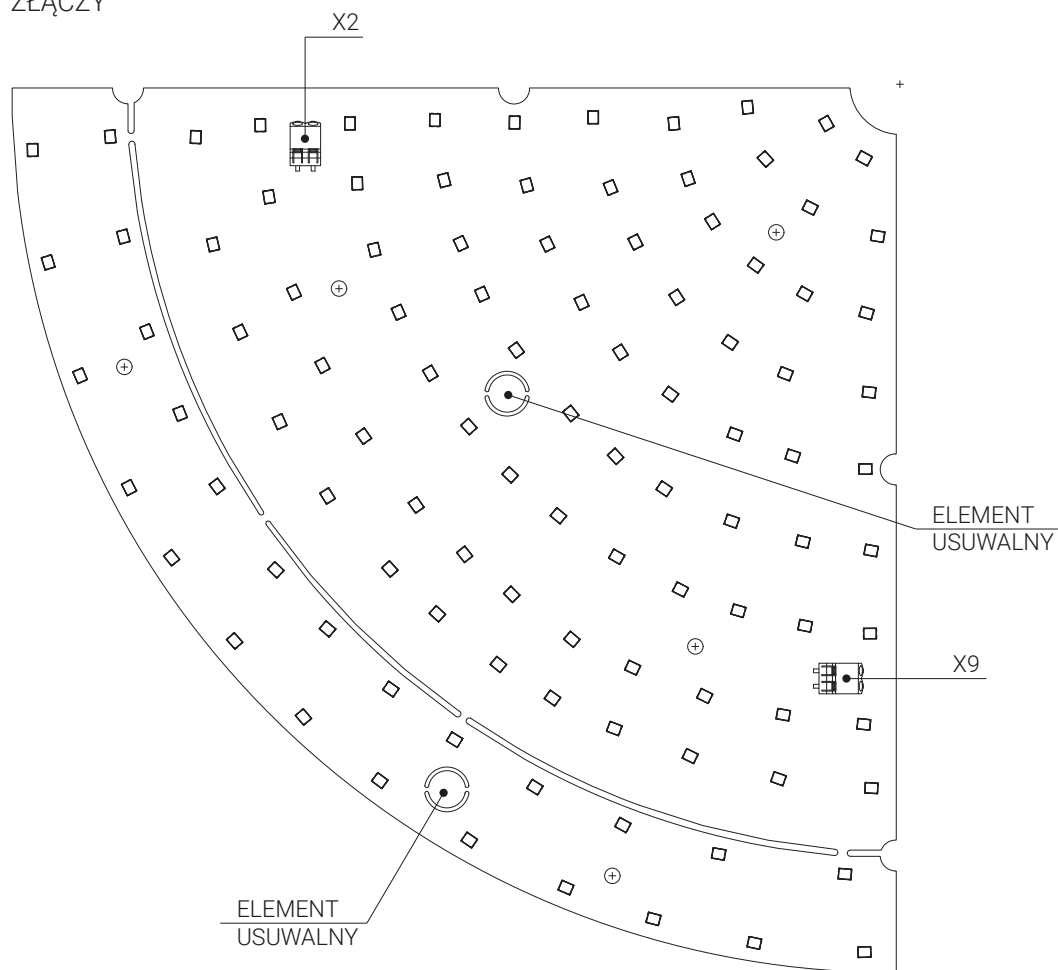 ZŁĄCZY
X2
ELEMENT
USUWALNY
X9
ELEMENT
USUWALNY